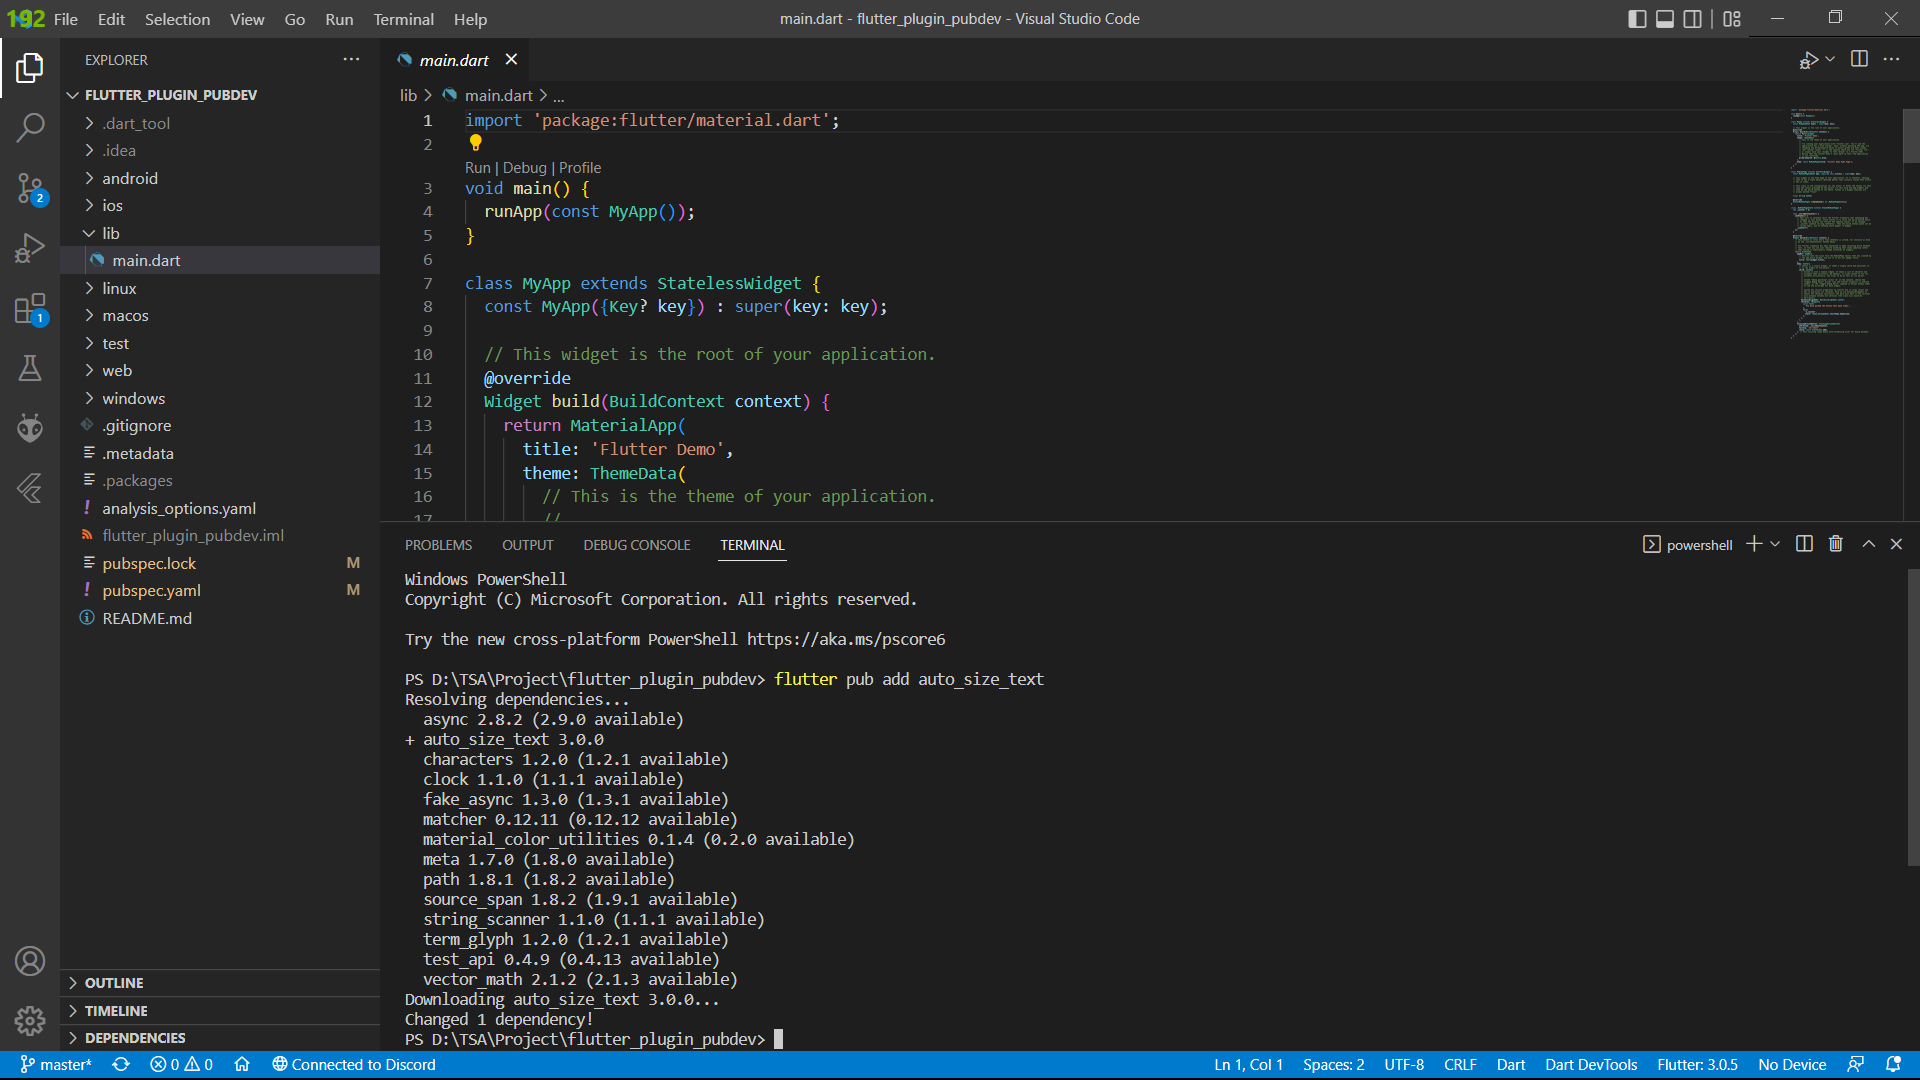 192 File Edit Selection View Go Run Terminal Help
main.dart - flutter_plugin_pubdev - Visual Studio Code
EXPLORER
FLUTTER_PLUGIN_PUBDEV
.dart_tool
.idea
android
ios
lib
main.dart
linux
macos
test
web
windows
.gitignore
.metadata
.packages
analysis_options.yaml
flutter_plugin_pubdev.iml
pubspec.lock M
pubspec.yaml M
README.md
OUTLINE
TIMELINE
DEPENDENCIES
2
1
main.dart
lib > main.dart > ...
1 import 'package:flutter/material.dart';
2
Run | Debug | Profile
3 void main() {
4 runApp(const MyApp());
5 }
6
7 class MyApp extends StatelessWidget {
8 const MyApp({Key? key}) : super(key: key);
9
10 // This widget is the root of your application.
11 @override
12 Widget build(BuildContext context) {
13 return MaterialApp(
14 title: 'Flutter Demo',
15 theme: ThemeData(
16 // This is the theme of your application.
17 //
PROBLEMS OUTPUT DEBUG CONSOLE TERMINAL
powershell
Windows PowerShell
Copyright (C) Microsoft Corporation. All rights reserved.
Try the new cross-platform PowerShell https://aka.ms/pscore6
PS D:\TSA\Project\flutter_plugin_pubdev> flutter pub add auto_size_text
Resolving dependencies...
async 2.8.2 (2.9.0 available)
+ auto_size_text 3.0.0
characters 1.2.0 (1.2.1 available)
clock 1.1.0 (1.1.1 available)
fake_async 1.3.0 (1.3.1 available)
matcher 0.12.11 (0.12.12 available)
material_color_utilities 0.1.4 (0.2.0 available)
meta 1.7.0 (1.8.0 available)
path 1.8.1 (1.8.2 available)
source_span 1.8.2 (1.9.1 available)
string_scanner 1.1.0 (1.1.1 available)
term_glyph 1.2.0 (1.2.1 available)
test_api 0.4.9 (0.4.13 available)
vector_math 2.1.2 (2.1.3 available)
Downloading auto_size_text 3.0.0...
Changed 1 dependency!
PS D:\TSA\Project\flutter_plugin_pubdev>
master* 0 0 Connected to Discord
Ln 1, Col 1 Spaces: 2 UTF-8 CRLF Dart Dart DevTools Flutter: 3.0.5 No Device